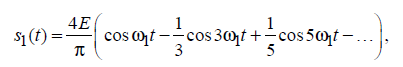 s₁(t) = 4E/π ( cos ω₁t − 1/3 cos 3ω₁t + 1/5 cos 5ω₁t − … ),